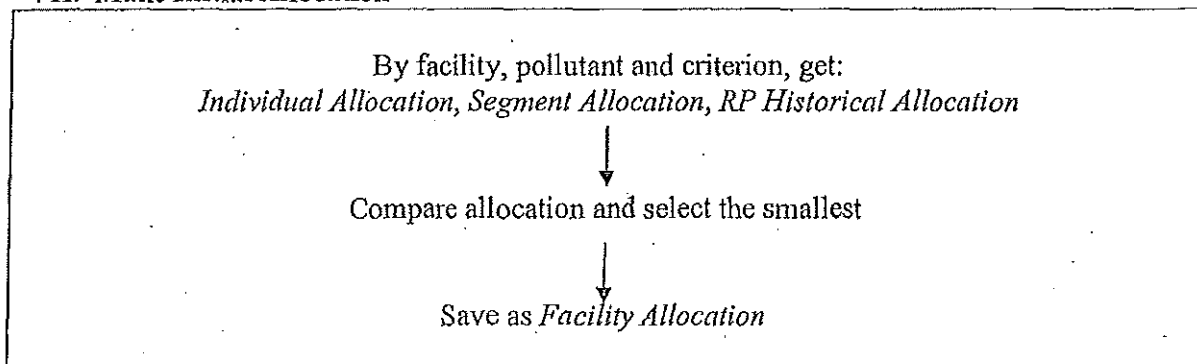 By facility, pollutant and criterion, get:
Individual Allocation, Segment Allocation, RP Historical Allocation
Compare allocation and select the smallest
Save as Facility Allocation